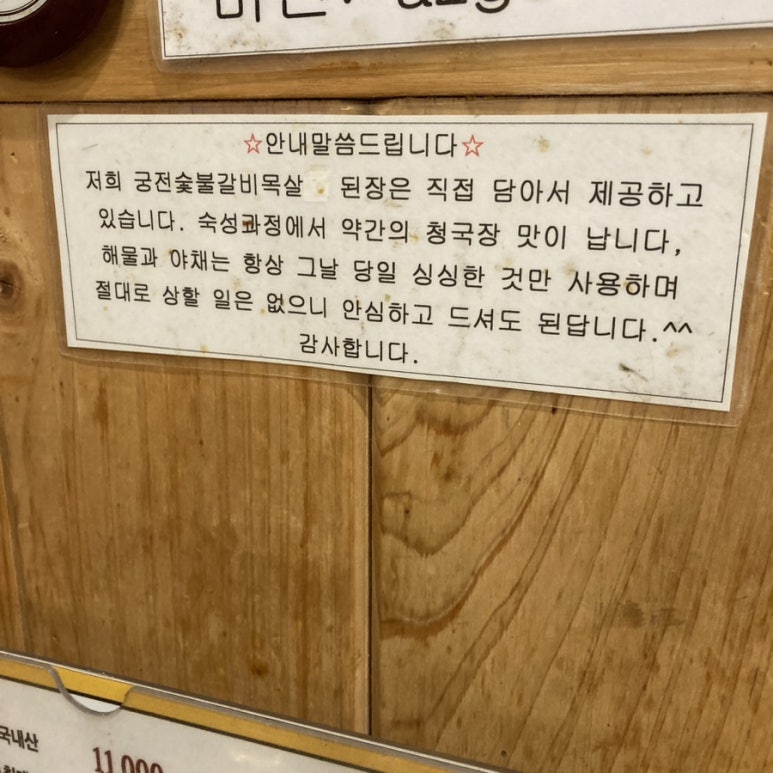 ☆안내말씀드립니다☆
저희 궁전숯불갈비목살 된장은 직접 담아서 제공하고
있습니다. 숙성과정에서 약간의 청국장 맛이 납니다,
해물과 야채는 항상 그날 당일 싱싱한 것만 사용하며
절대로 상할 일은 없으니 안심하고 드셔도 된답니다.^^
감사합니다.
국내산
11,000